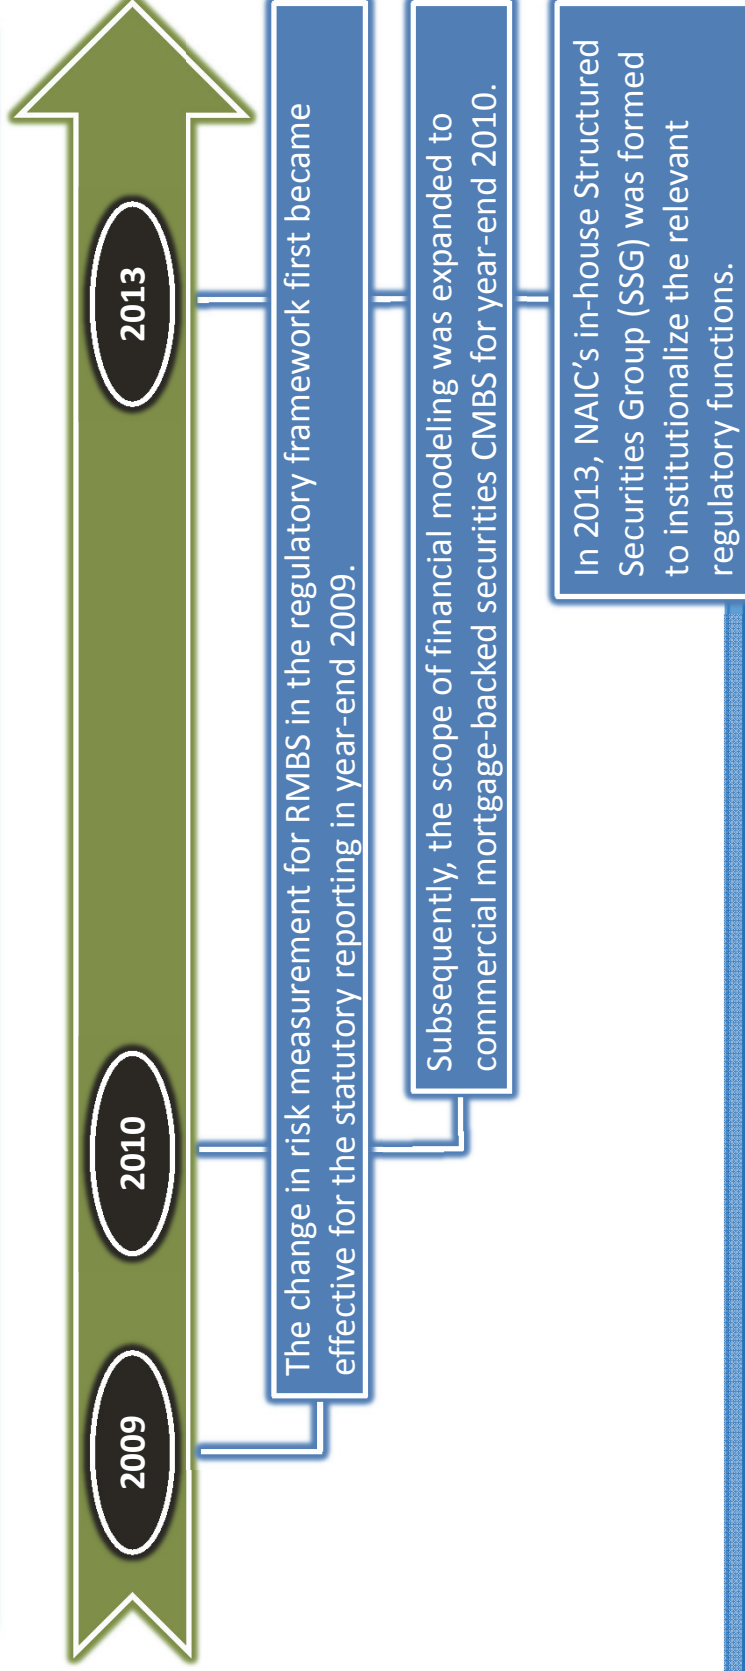 2009
2010
2013
The change in risk measurement for RMBS in the regulatory framework first became
effective for the statutory reporting in year-end 2009.
Subsequently, the scope of financial modeling was expanded to
commercial mortgage-backed securities CMBS for year-end 2010.
In 2013, NAIC's in-house Structured
Securities Group (SSG) was formed
to institutionalize the relevant
regulatory functions.